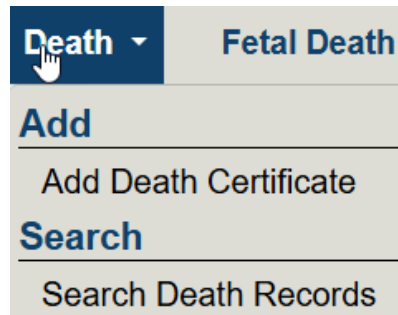 Death Fetal Death
Add
Add Death Certificate
Search
Search Death Records